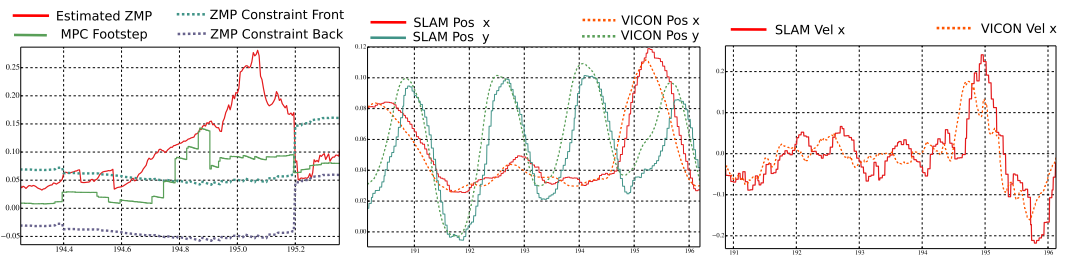 Estimated ZMP
MPC Footstep
ZMP Constraint Front
ZMP Constraint Back
0.25
0.20
0.15
0.10
0.05
0.00
−0.05
194.4 194.6 194.8 195.0 195.2
SLAM Pos x
SLAM Pos y
VICON Pos x
VICON Pos y
0.12
0.10
0.08
0.06
0.04
0.02
0.00
191 192 193 194 195 196
SLAM Vel x
VICON Vel x
0.2
0.1
0.0
−0.1
−0.2
191 192 193 194 195 196